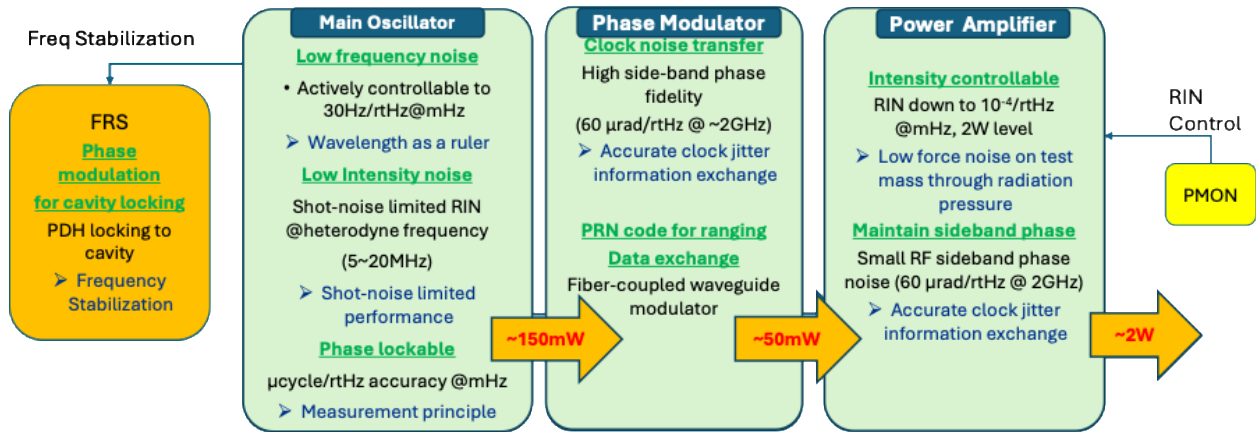 Freq Stabilization
FRS
Phase
modulation
for cavity locking
PDH locking to
cavity
➢ Frequency
Stabilization
Main Oscillator
Low frequency noise
• Actively controllable to
30Hz/rtHz@mHz
➢ Wavelength as a ruler
Low Intensity noise
Shot-noise limited RIN
@heterodyne frequency
(5~20MHz)
➢ Shot-noise limited
performance
Phase lockable
µcycle/rtHz accuracy @mHz
➢ Measurement principle
~150mW
Phase Modulator
Clock noise transfer
High side-band phase
fidelity
(60 µrad/rtHz @ ~2GHz)
➢ Accurate clock jitter
information exchange
PRN code for ranging
Data exchange
Fiber-coupled waveguide
modulator
~50mW
Power Amplifier
Intensity controllable
RIN down to 10⁻⁴/rtHz
@mHz, 2W level
➢ Low force noise on test
mass through radiation
pressure
Maintain sideband phase
Small RF sideband phase
noise (60 µrad/rtHz @ 2GHz)
➢ Accurate clock jitter
information exchange
~2W
RIN
Control
PMON